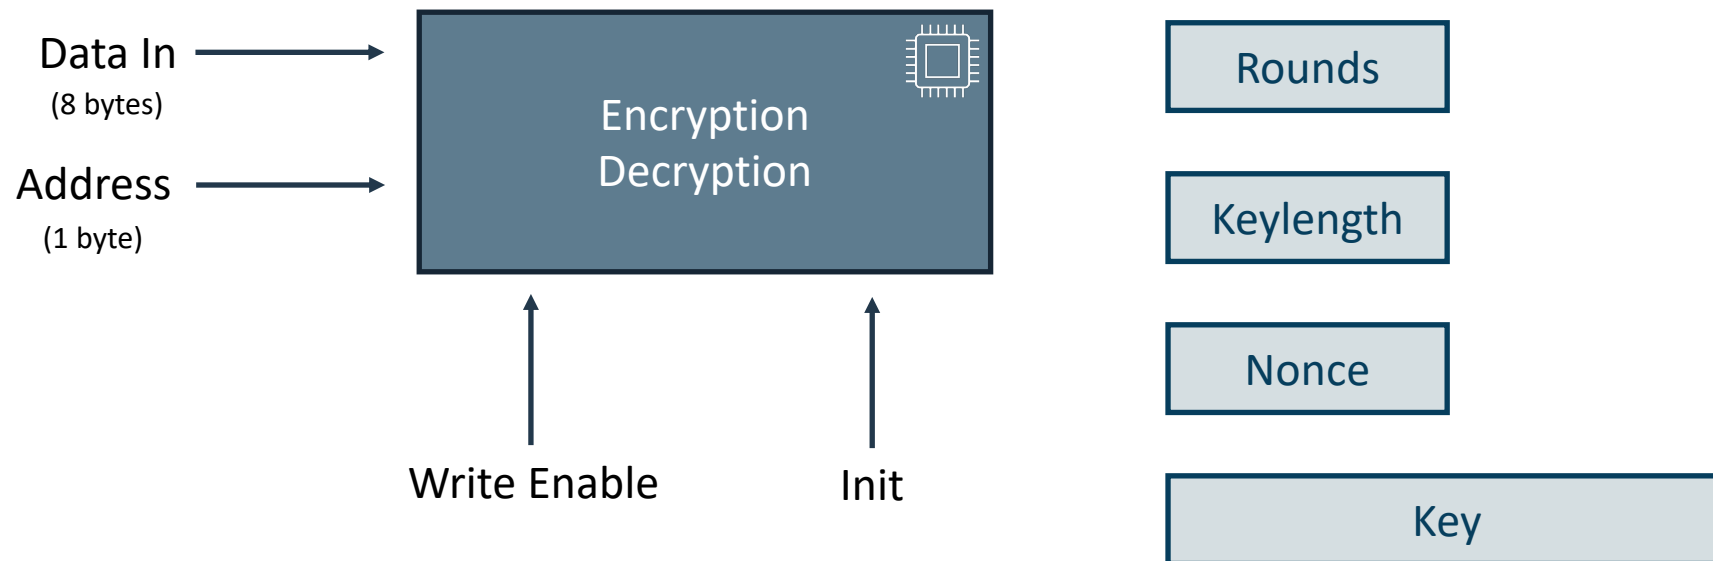 Data In
(8 bytes)
Address
(1 byte)
Encryption
Decryption
Write Enable
Init
Rounds
Keylength
Nonce
Key